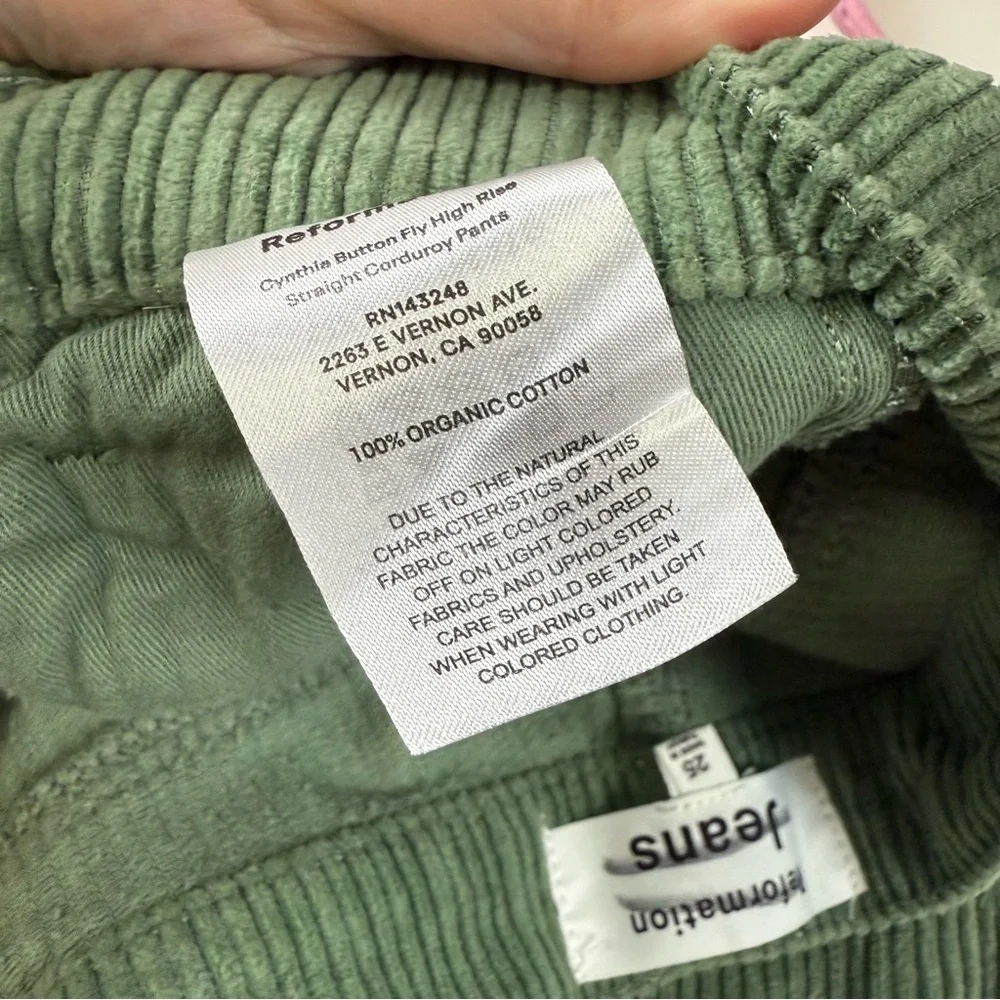 Reform
Cynthia Button Fly High Rise
Straight Corduroy Pants
RN143248
2263 E VERNON AVE.
VERNON, CA 90058
100% ORGANIC COTTON
DUE TO THE NATURAL
CHARACTERISTICS OF THIS
FABRIC THE COLOR MAY RUB
OFF ON LIGHT COLORED
FABRICS AND UPHOLSTERY.
CARE SHOULD BE TAKEN
WHEN WEARING WITH LIGHT
COLORED CLOTHING.
Reformation
Jeans